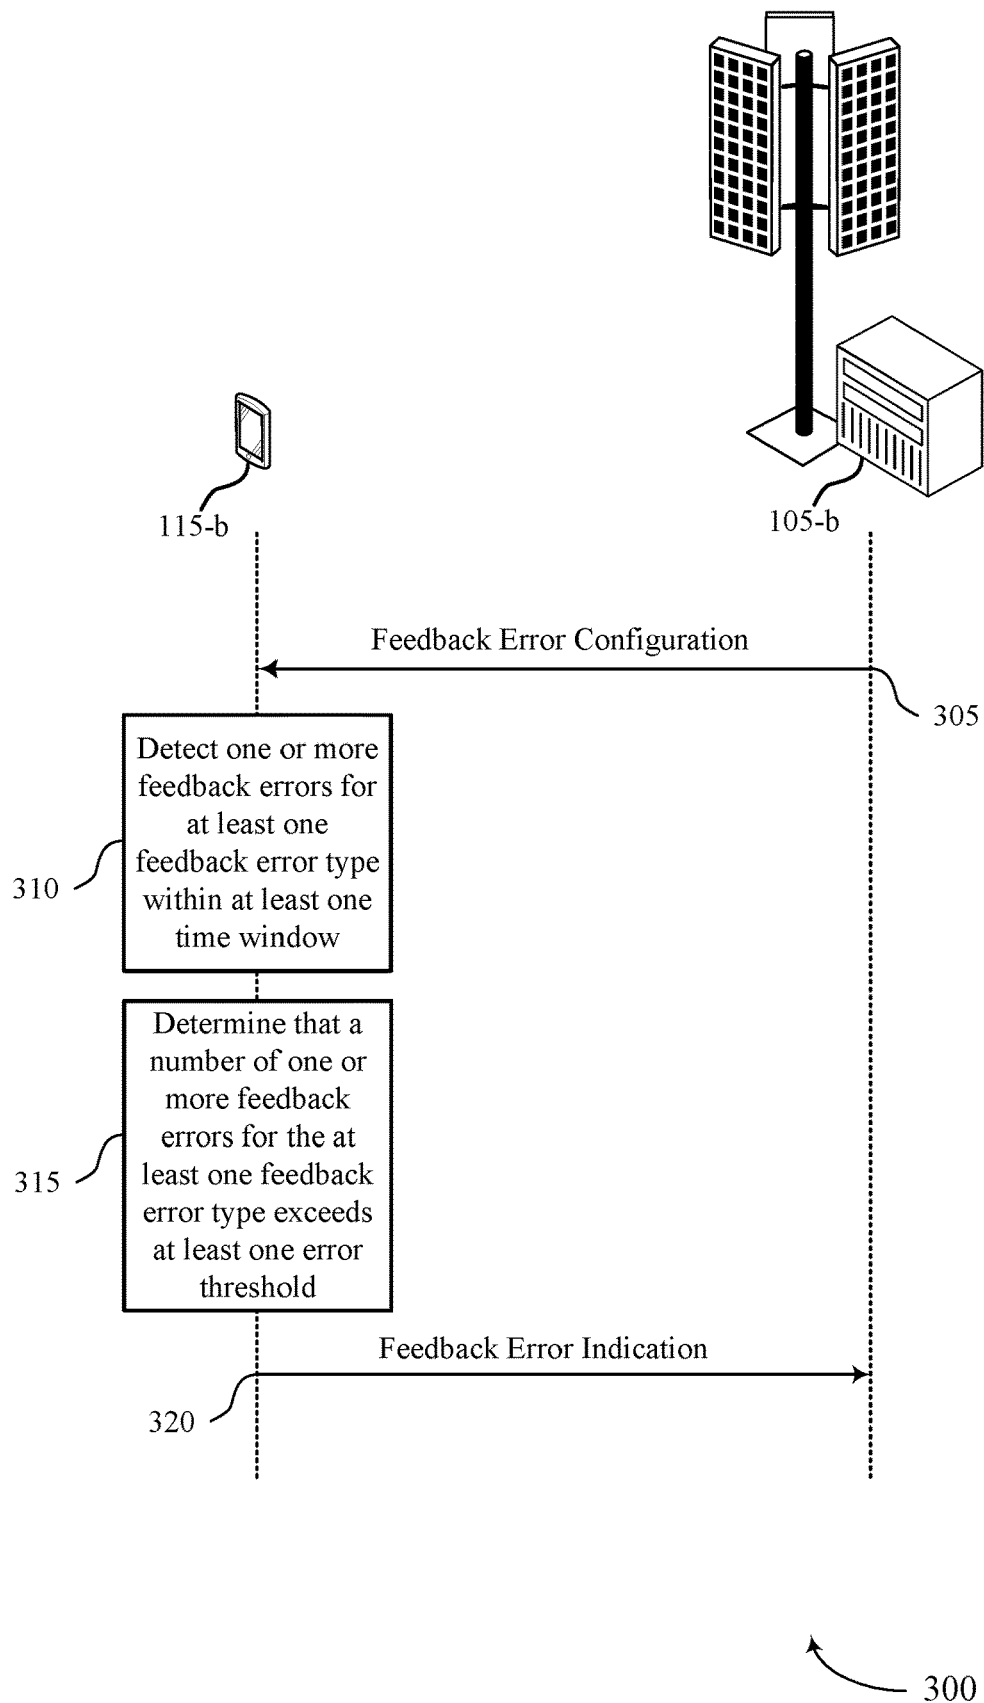 115-b
105-b
Feedback Error Configuration
305
Detect one or more
feedback errors for
at least one
feedback error type
within at least one
time window
310
Determine that a
number of one or
more feedback
errors for the at
least one feedback
error type exceeds
at least one error
threshold
315
Feedback Error Indication
320
300